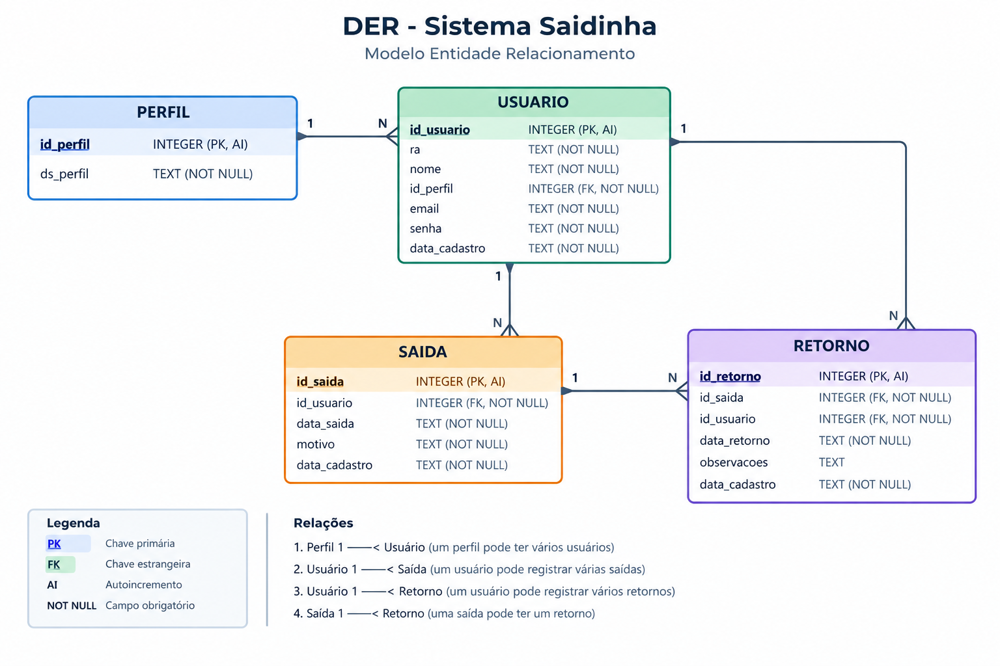 DER - Sistema Saidinha
Modelo Entidade Relacionamento
PERFIL
id_perfil INTEGER (PK, AI)
ds_perfil TEXT (NOT NULL)
1 N
USUARIO
id_usuario INTEGER (PK, AI)
ra TEXT (NOT NULL)
nome TEXT (NOT NULL)
id_perfil INTEGER (FK, NOT NULL)
email TEXT (NOT NULL)
senha TEXT (NOT NULL)
data_cadastro TEXT (NOT NULL)
1
1
N
N
SAIDA
id_saida INTEGER (PK, AI)
id_usuario INTEGER (FK, NOT NULL)
data_saida TEXT (NOT NULL)
motivo TEXT (NOT NULL)
data_cadastro TEXT (NOT NULL)
1 N
RETORNO
id_retorno INTEGER (PK, AI)
id_saida INTEGER (FK, NOT NULL)
id_usuario INTEGER (FK, NOT NULL)
data_retorno TEXT (NOT NULL)
observacoes TEXT
data_cadastro TEXT (NOT NULL)
Legenda
PK Chave primária
FK Chave estrangeira
AI Autoincremento
NOT NULL Campo obrigatório
Relações
1. Perfil 1 ——< Usuário (um perfil pode ter vários usuários)
2. Usuário 1 ——< Saída (um usuário pode registrar várias saídas)
3. Usuário 1 ——< Retorno (um usuário pode registrar vários retornos)
4. Saída 1 ——< Retorno (uma saída pode ter um retorno)